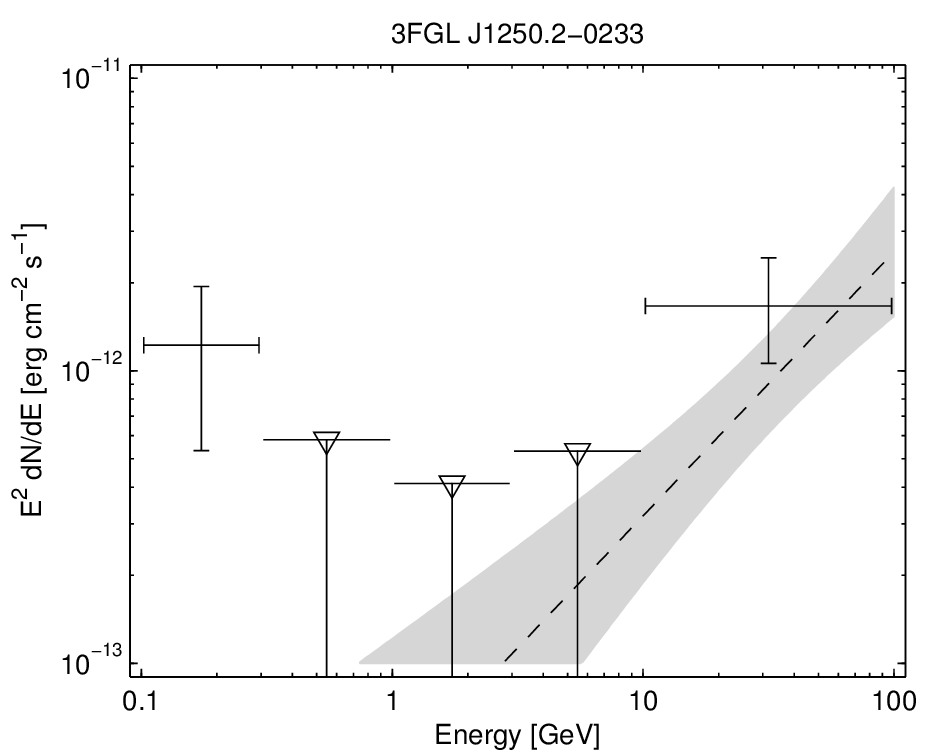 3FGL J1250.2−0233
10⁻¹¹
10⁻¹²
10⁻¹³
E² dN/dE [erg cm⁻² s⁻¹]
0.1 1 10 100
Energy [GeV]